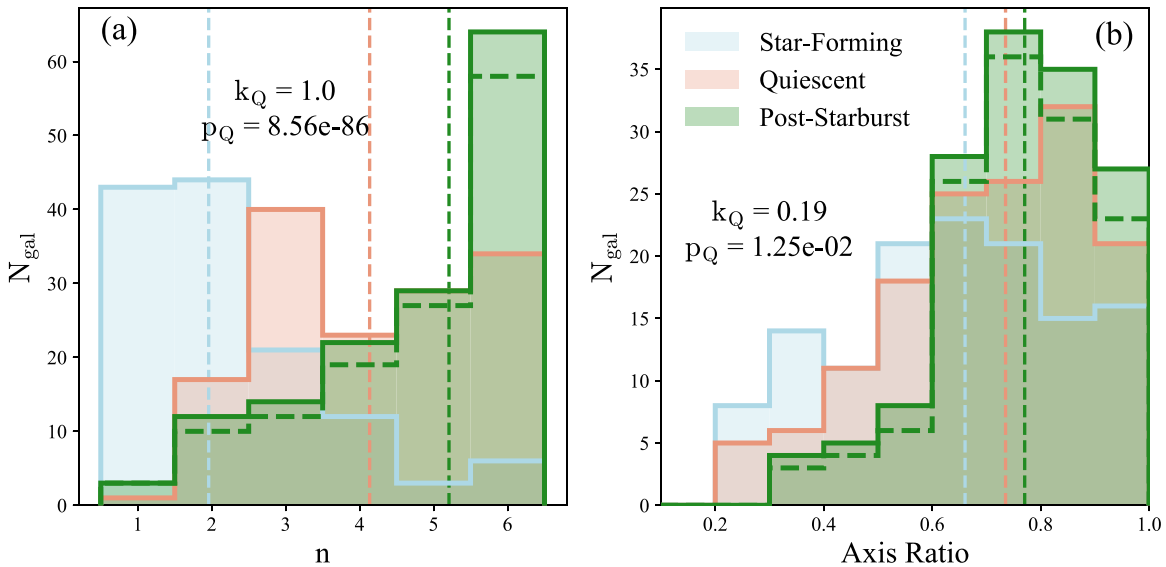 (a)
k_Q = 1.0
p_Q = 8.56e-86
N_gal
60
50
40
30
20
10
0
1 2 3 4 5 6
n
(b)
Star-Forming
Quiescent
Post-Starburst
k_Q = 0.19
p_Q = 1.25e-02
N_gal
35
30
25
20
15
10
5
0
0.2 0.4 0.6 0.8 1.0
Axis Ratio